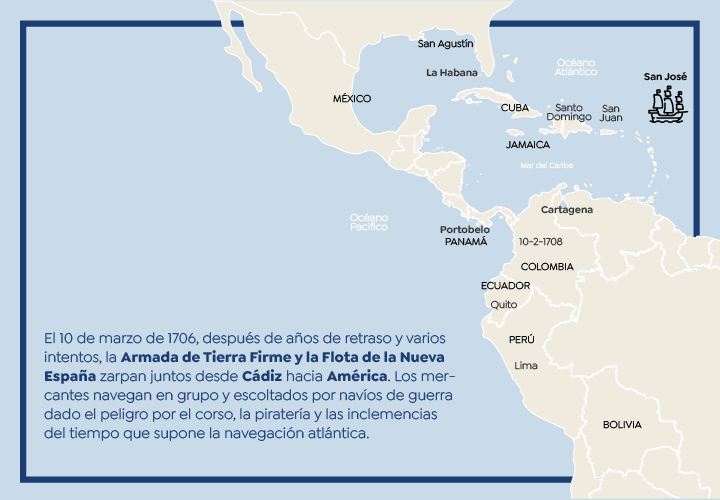 San Agustín
Océano
Atlántico
La Habana
San José
MÉXICO
CUBA
Santo
Domingo
San
Juan
JAMAICA
Mar del Caribe
Cartagena
Océano
Pacífico
Portobelo
PANAMÁ
10-2-1708
COLOMBIA
ECUADOR
Quito
PERÚ
Lima
BOLIVIA
El 10 de marzo de 1706, después de años de retraso y varios
intentos, la Armada de Tierra Firme y la Flota de la Nueva
España zarpan juntos desde Cádiz hacia América. Los mer-
cantes navegan en grupo y escoltados por navíos de guerra
dado el peligro por el corso, la piratería y las inclemencias
del tiempo que supone la navegación atlántica.